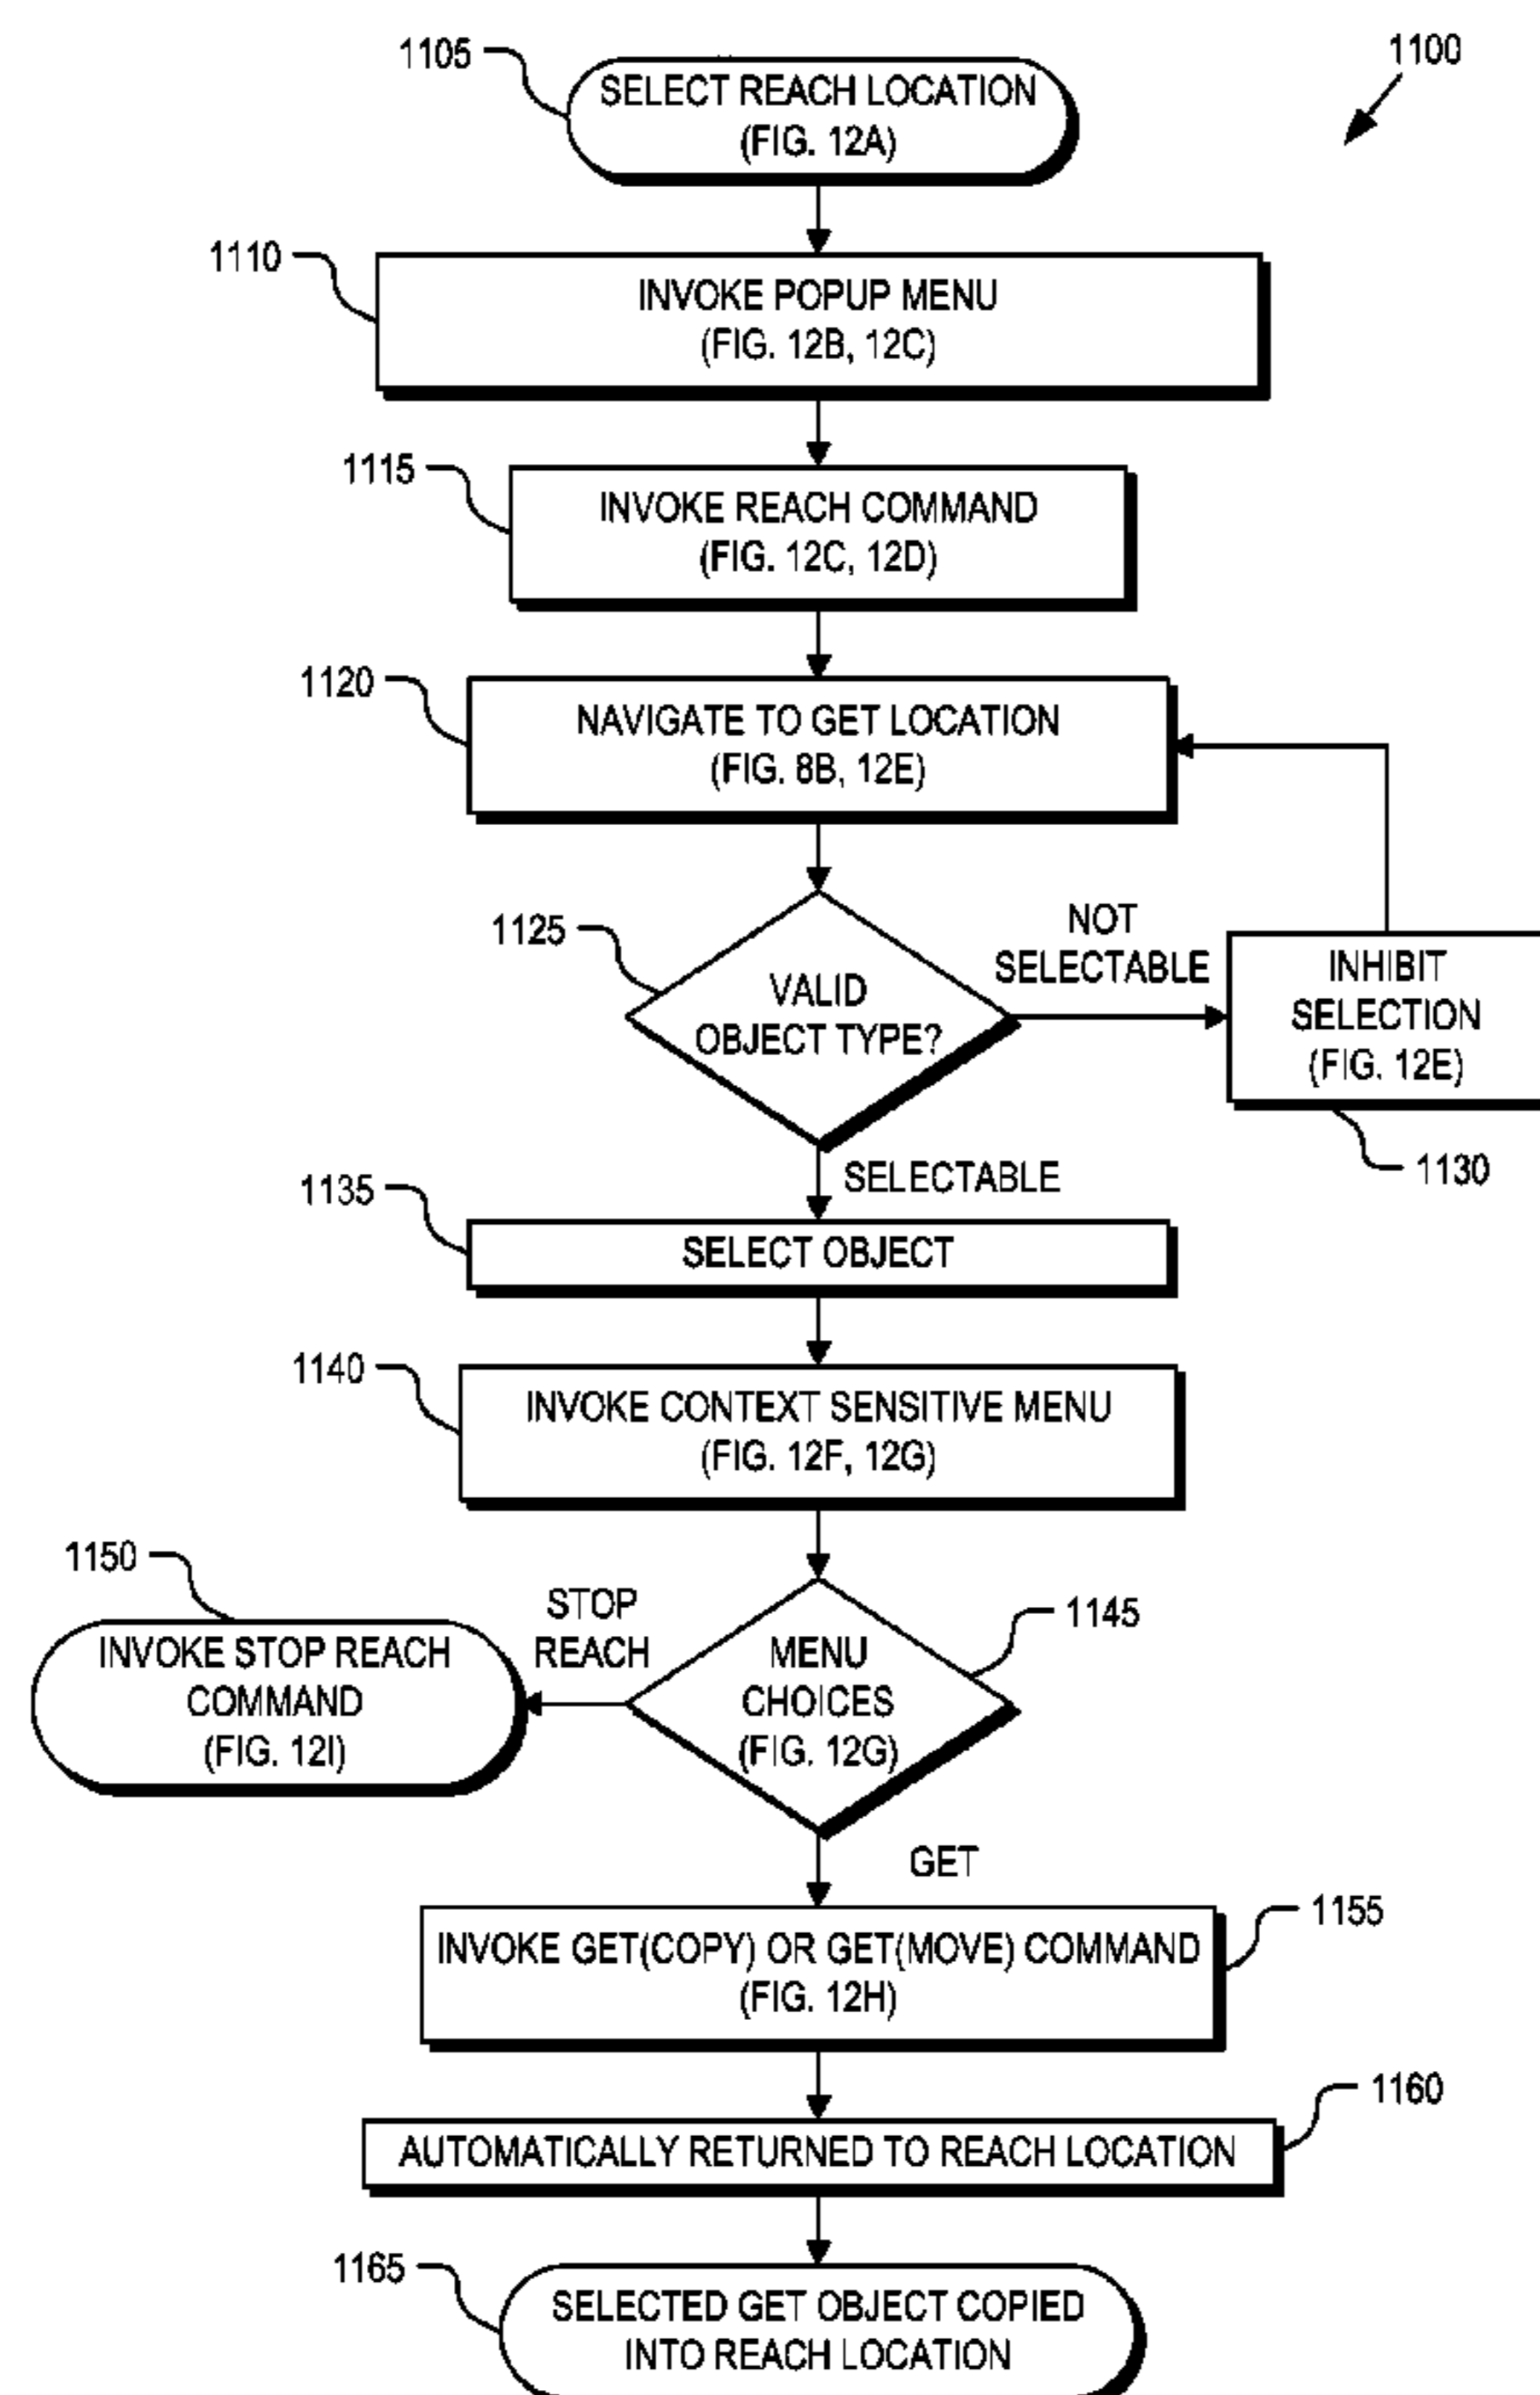 1100
1105
SELECT REACH LOCATION
(FIG. 12A)
1110
INVOKE POPUP MENU
(FIG. 12B, 12C)
1115
INVOKE REACH COMMAND
(FIG. 12C, 12D)
1120
NAVIGATE TO GET LOCATION
(FIG. 8B, 12E)
1125
VALID
OBJECT TYPE?
NOT
SELECTABLE
INHIBIT
SELECTION
(FIG. 12E)
1130
SELECTABLE
1135
SELECT OBJECT
1140
INVOKE CONTEXT SENSITIVE MENU
(FIG. 12F, 12G)
1145
MENU
CHOICES
(FIG. 12G)
STOP
REACH
1150
INVOKE STOP REACH
COMMAND
(FIG. 12I)
GET
1155
INVOKE GET(COPY) OR GET(MOVE) COMMAND
(FIG. 12H)
1160
AUTOMATICALLY RETURNED TO REACH LOCATION
1165
SELECTED GET OBJECT COPIED
INTO REACH LOCATION